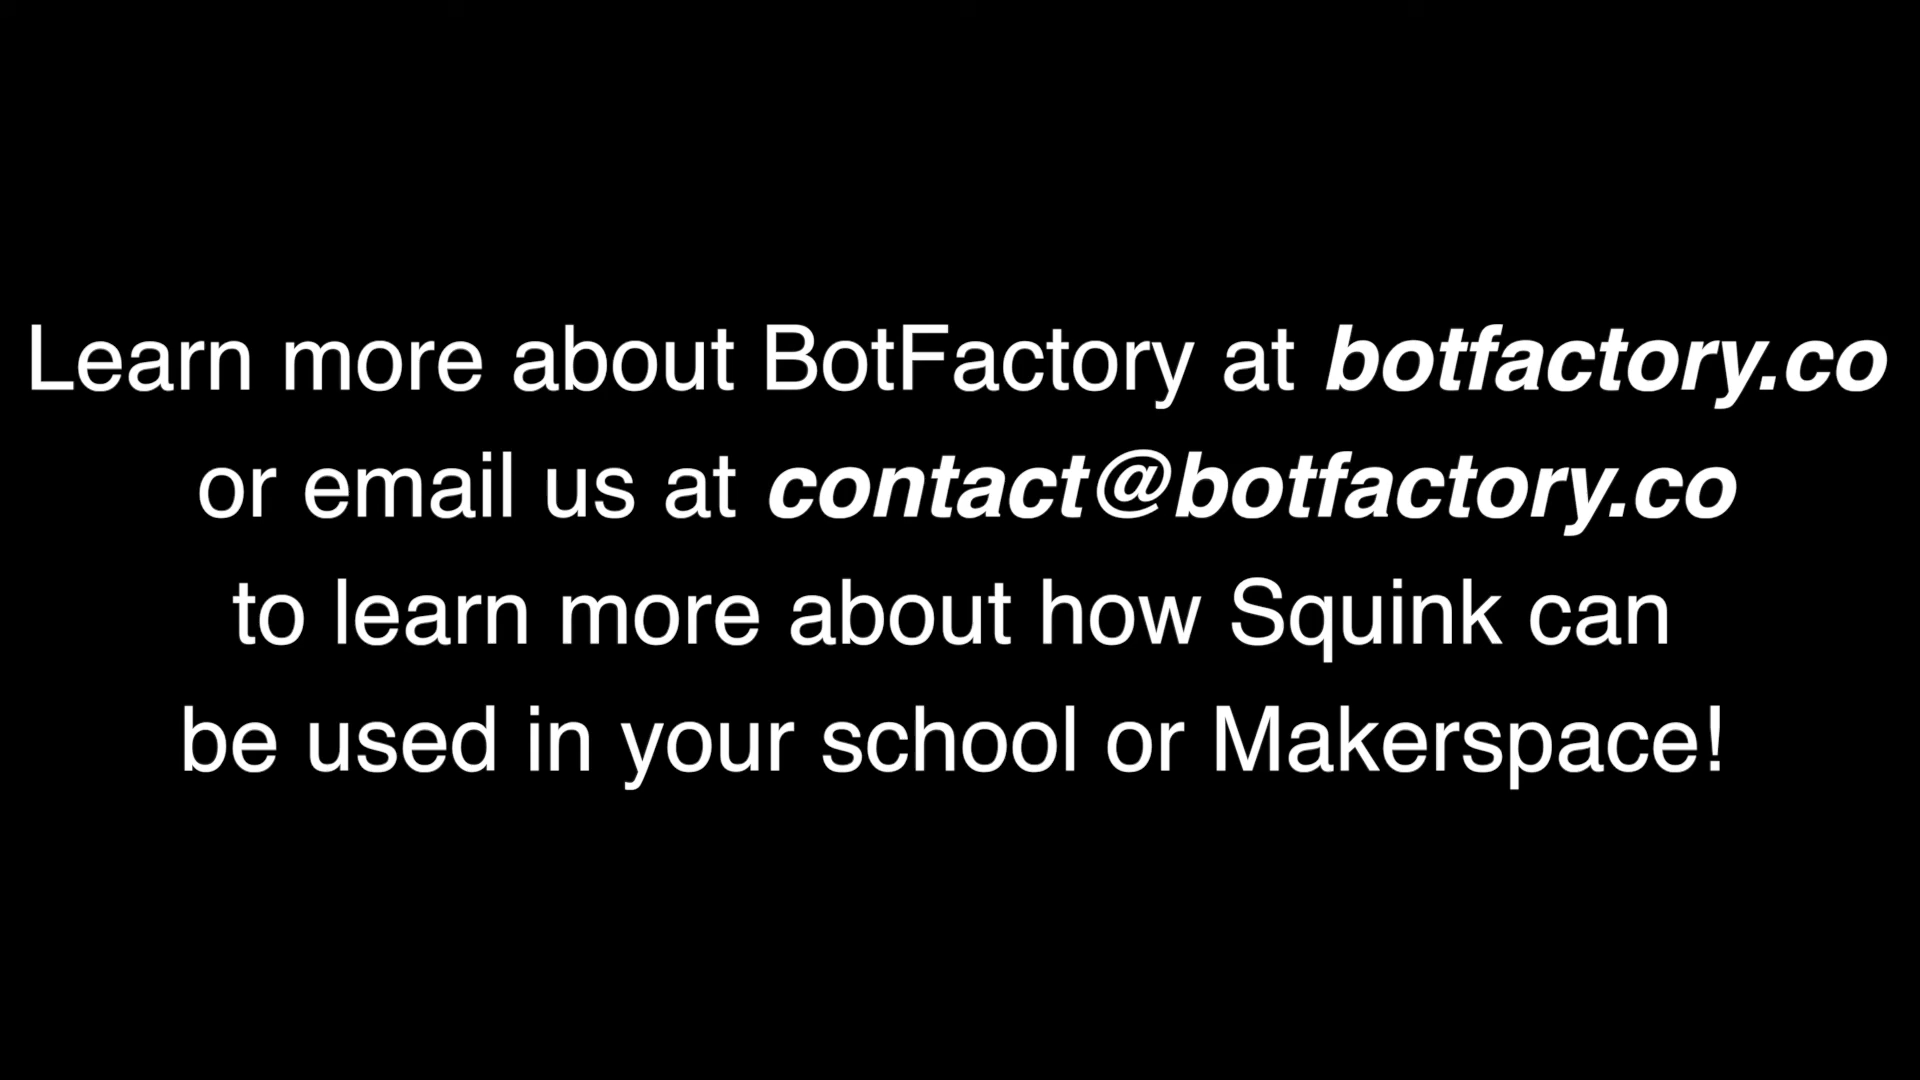 Learn more about BotFactory at botfactory.co
or email us at contact@botfactory.co
to learn more about how Squink can
be used in your school or Makerspace!